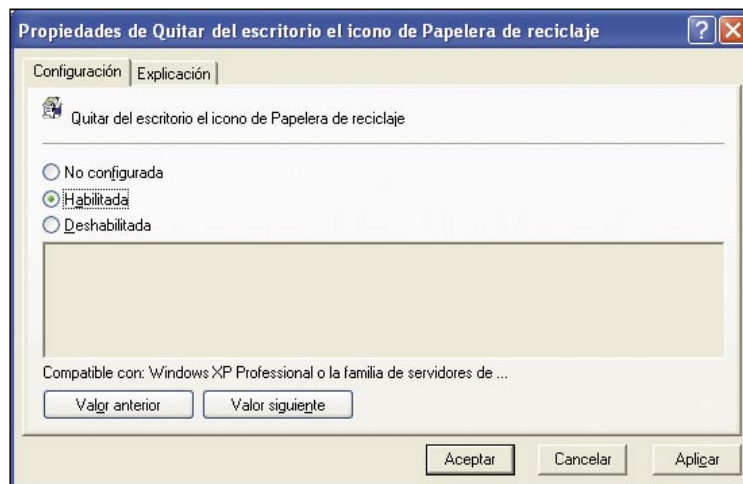 Propiedades de Quitar del escritorio el icono de Papelera de reciclaje
Configuración
Explicación
Quitar del escritorio el icono de Papelera de reciclaje
No configurada
Habilitada
Deshabilitada
Compatible con: Windows XP Professional o la familia de servidores de ...
Valor anterior
Valor siguiente
Aceptar
Cancelar
Aplicar